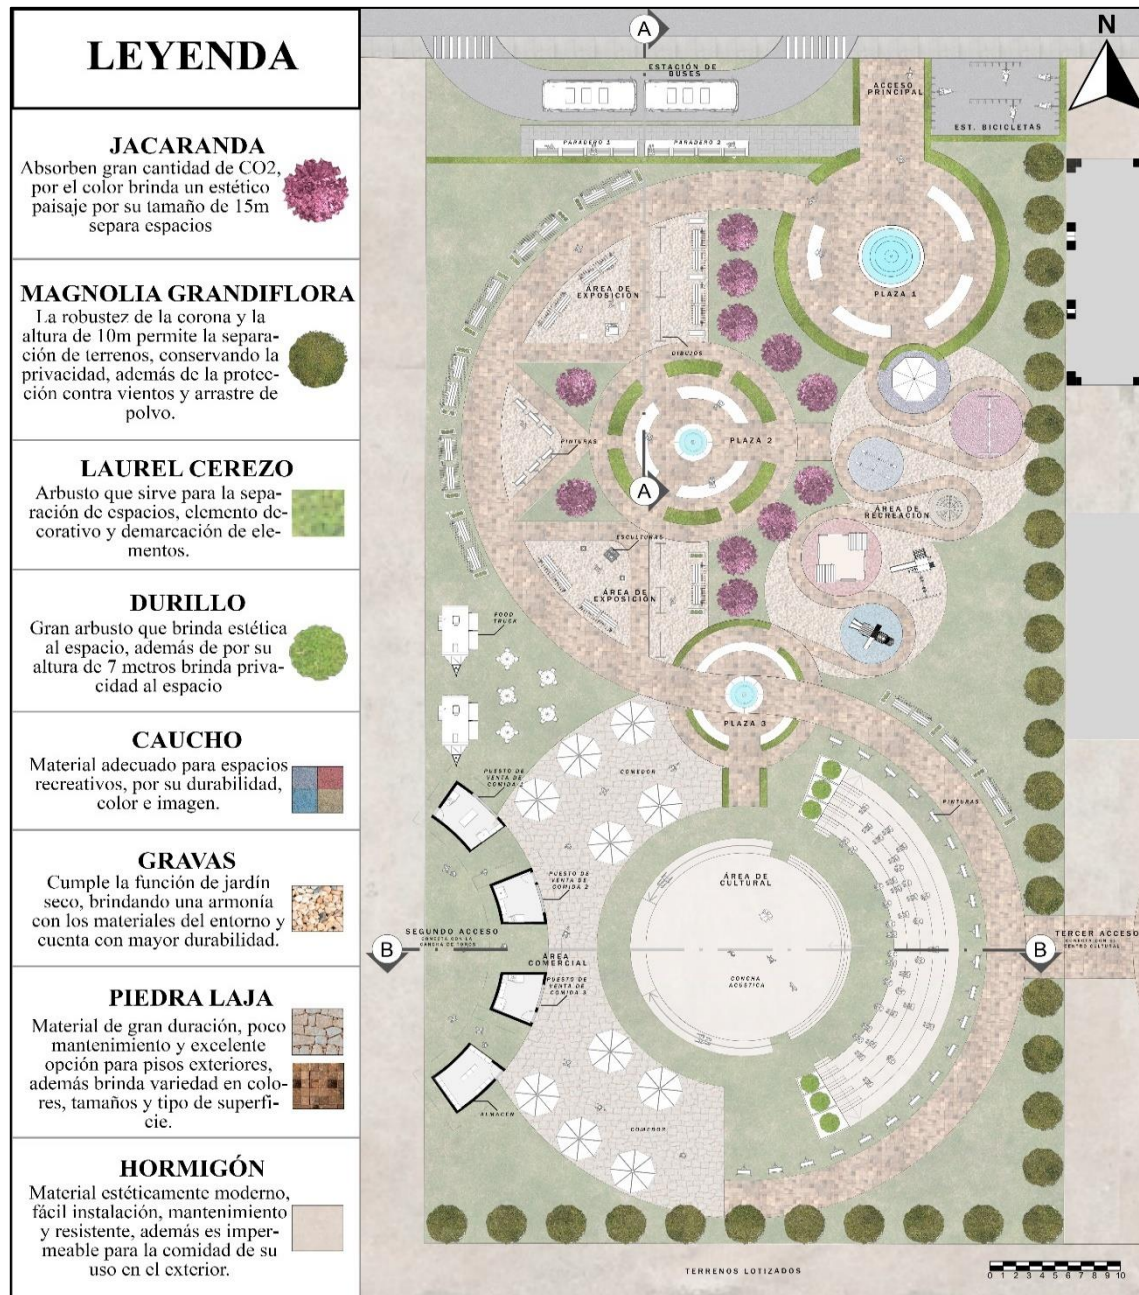 LEYENDA
JACARANDA
Absorben gran cantidad de CO2,
por el color brinda un estético
paisaje por su tamaño de 15m
separa espacios
MAGNOLIA GRANDIFLORA
La robustez de la corona y la
altura de 10m permite la separa-
ción de terrenos, conservando la
privacidad, además de la protec-
ción contra vientos y arrastre de
polvo.
LAUREL CEREZO
Arbusto que sirve para la sepa-
ración de espacios, elemento de-
corativo y demarcación de ele-
mentos.
DURILLO
Gran arbusto que brinda estética
al espacio, además de por su
altura de 7 metros brinda priva-
cidad al espacio
CAUCHO
Material adecuado para espacios
recreativos, por su durabilidad,
color e imagen.
GRAVAS
Cumple la función de jardín
seco, brindando una armonía
con los materiales del entorno y
cuenta con mayor durabilidad.
PIEDRA LAJA
Material de gran duración, poco
mantenimiento y excelente
opción para pisos exteriores,
además brinda variedad en colo-
res, tamaños y tipo de superfi-
cie.
HORMIGÓN
Material estéticamente moderno,
fácil instalación, mantenimiento
y resistente, además es imper-
meable para la comidad de su
uso en el exterior.
A
N
ESTACIÓN DE
BUSES
ACCESO
PRINCIPAL
EST. BICICLETAS
PARADERO 1
PARADERO 2
ÁREA DE
EXPOSICIÓN
PLAZA 1
DIBUJOS
PINTURAS
PLAZA 2
A
ÁREA DE
RECREACIÓN
ESCULTURAS
ÁREA DE
EXPOSICIÓN
FOOD
TRUCK
PLAZA 3
PUESTO DE
VENTA DE
COMIDA 1
COMEDOR
PINTURAS
PUESTO DE
VENTA DE
COMIDA 2
ÁREA DE
CULTURAL
B
SEGUNDO ACCESO
CONECTA CON LA
CANCHA DE TOROS
ÁREA
COMERCIAL
PUESTO DE
VENTA DE
COMIDA 3
CONCHA
ACÚSTICA
B
TERCER ACCESO
CENTRO CULTURAL
ALMACÉN
COMEDOR
TERRENOS LOTIZADOS
0 1 2 3 4 5 6 7 8 9 10